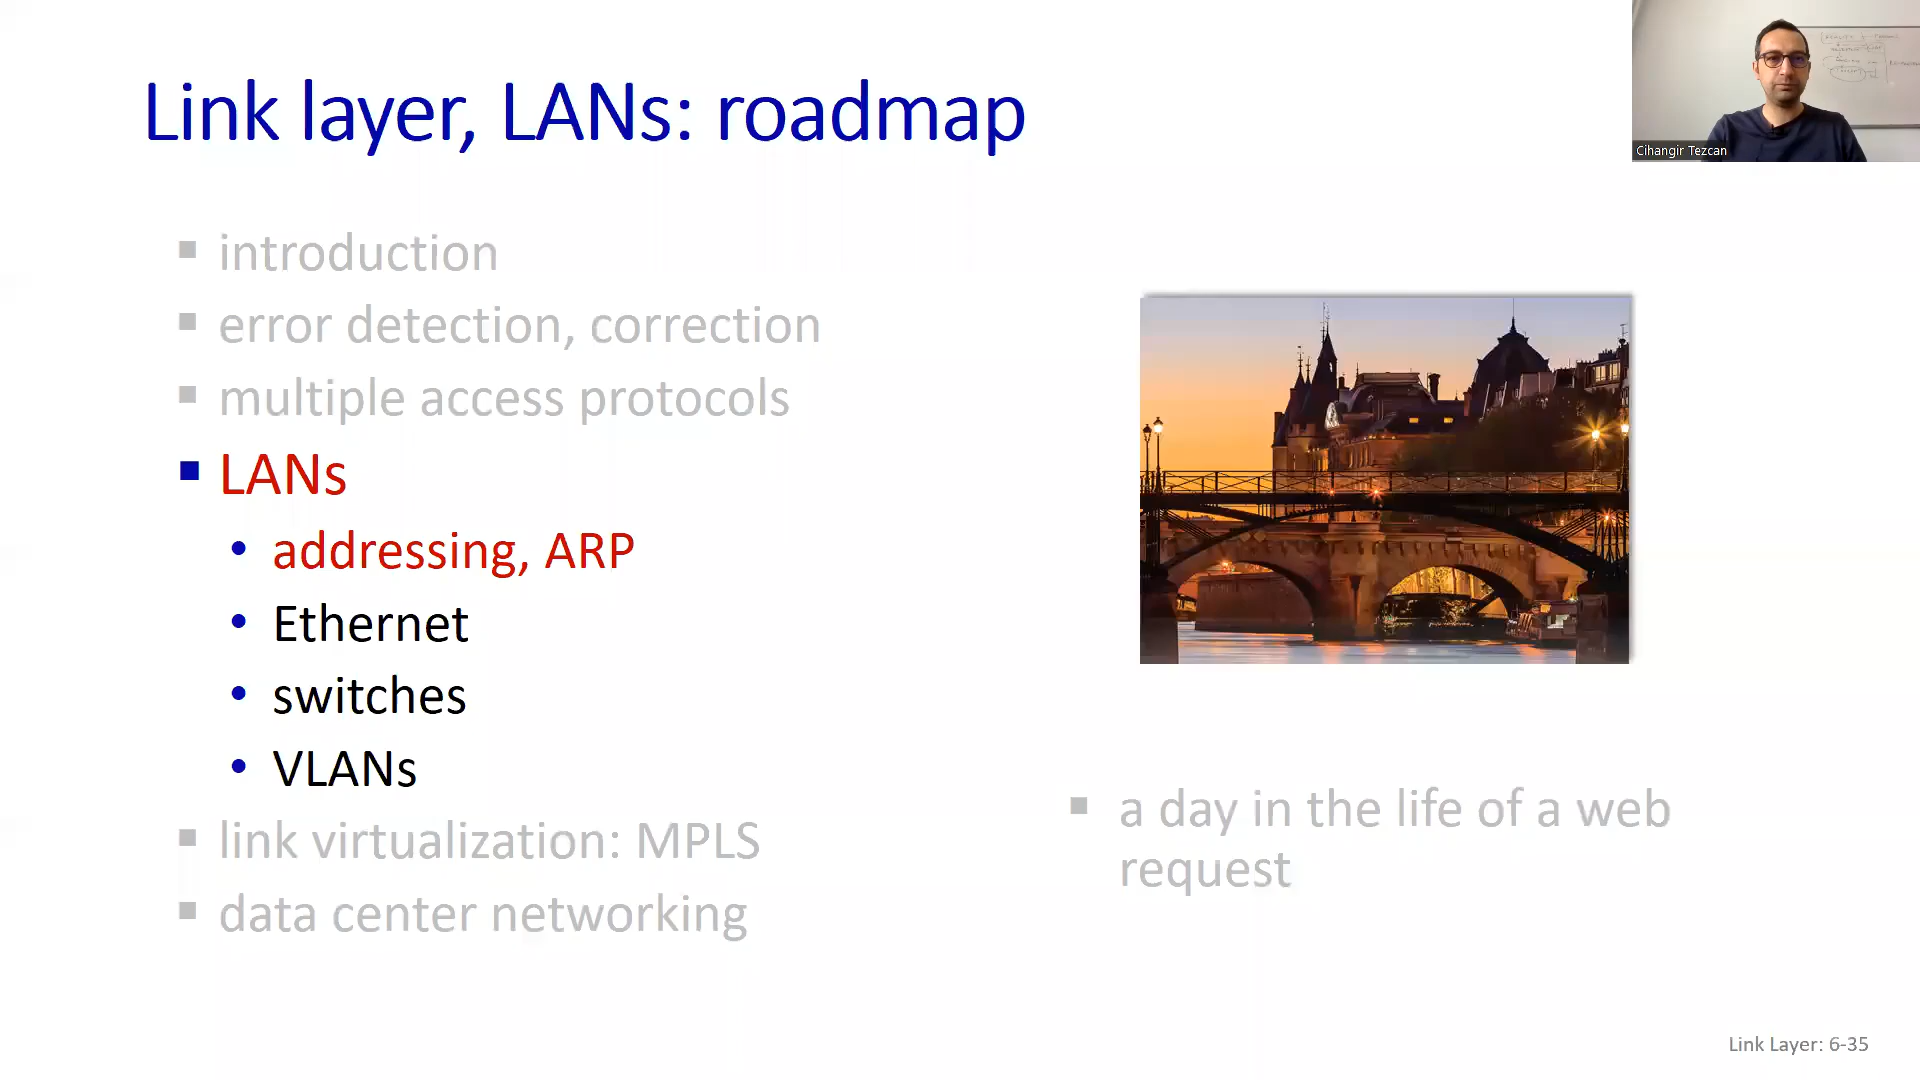 Link layer, LANs: roadmap
introduction
error detection, correction
multiple access protocols
LANs
addressing, ARP
Ethernet
switches
VLANs
link virtualization: MPLS
data center networking
a day in the life of a web
request
Cihangir Tezcan
Link Layer: 6-35